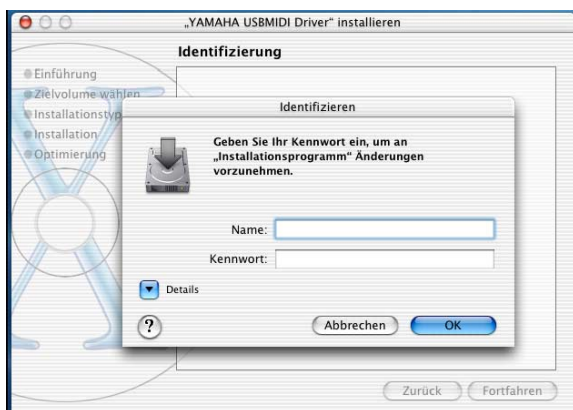 „YAMAHA USBMIDI Driver“ installieren
Identifizierung
Einführung
Zielvolume wählen
Installationstyp
Installation
Optimierung
Identifizieren
Geben Sie Ihr Kennwort ein, um an
„Installationsprogramm“ Änderungen
vorzunehmen.
Name:
Kennwort:
Details
?
Abbrechen
OK
Zurück
Fortfahren